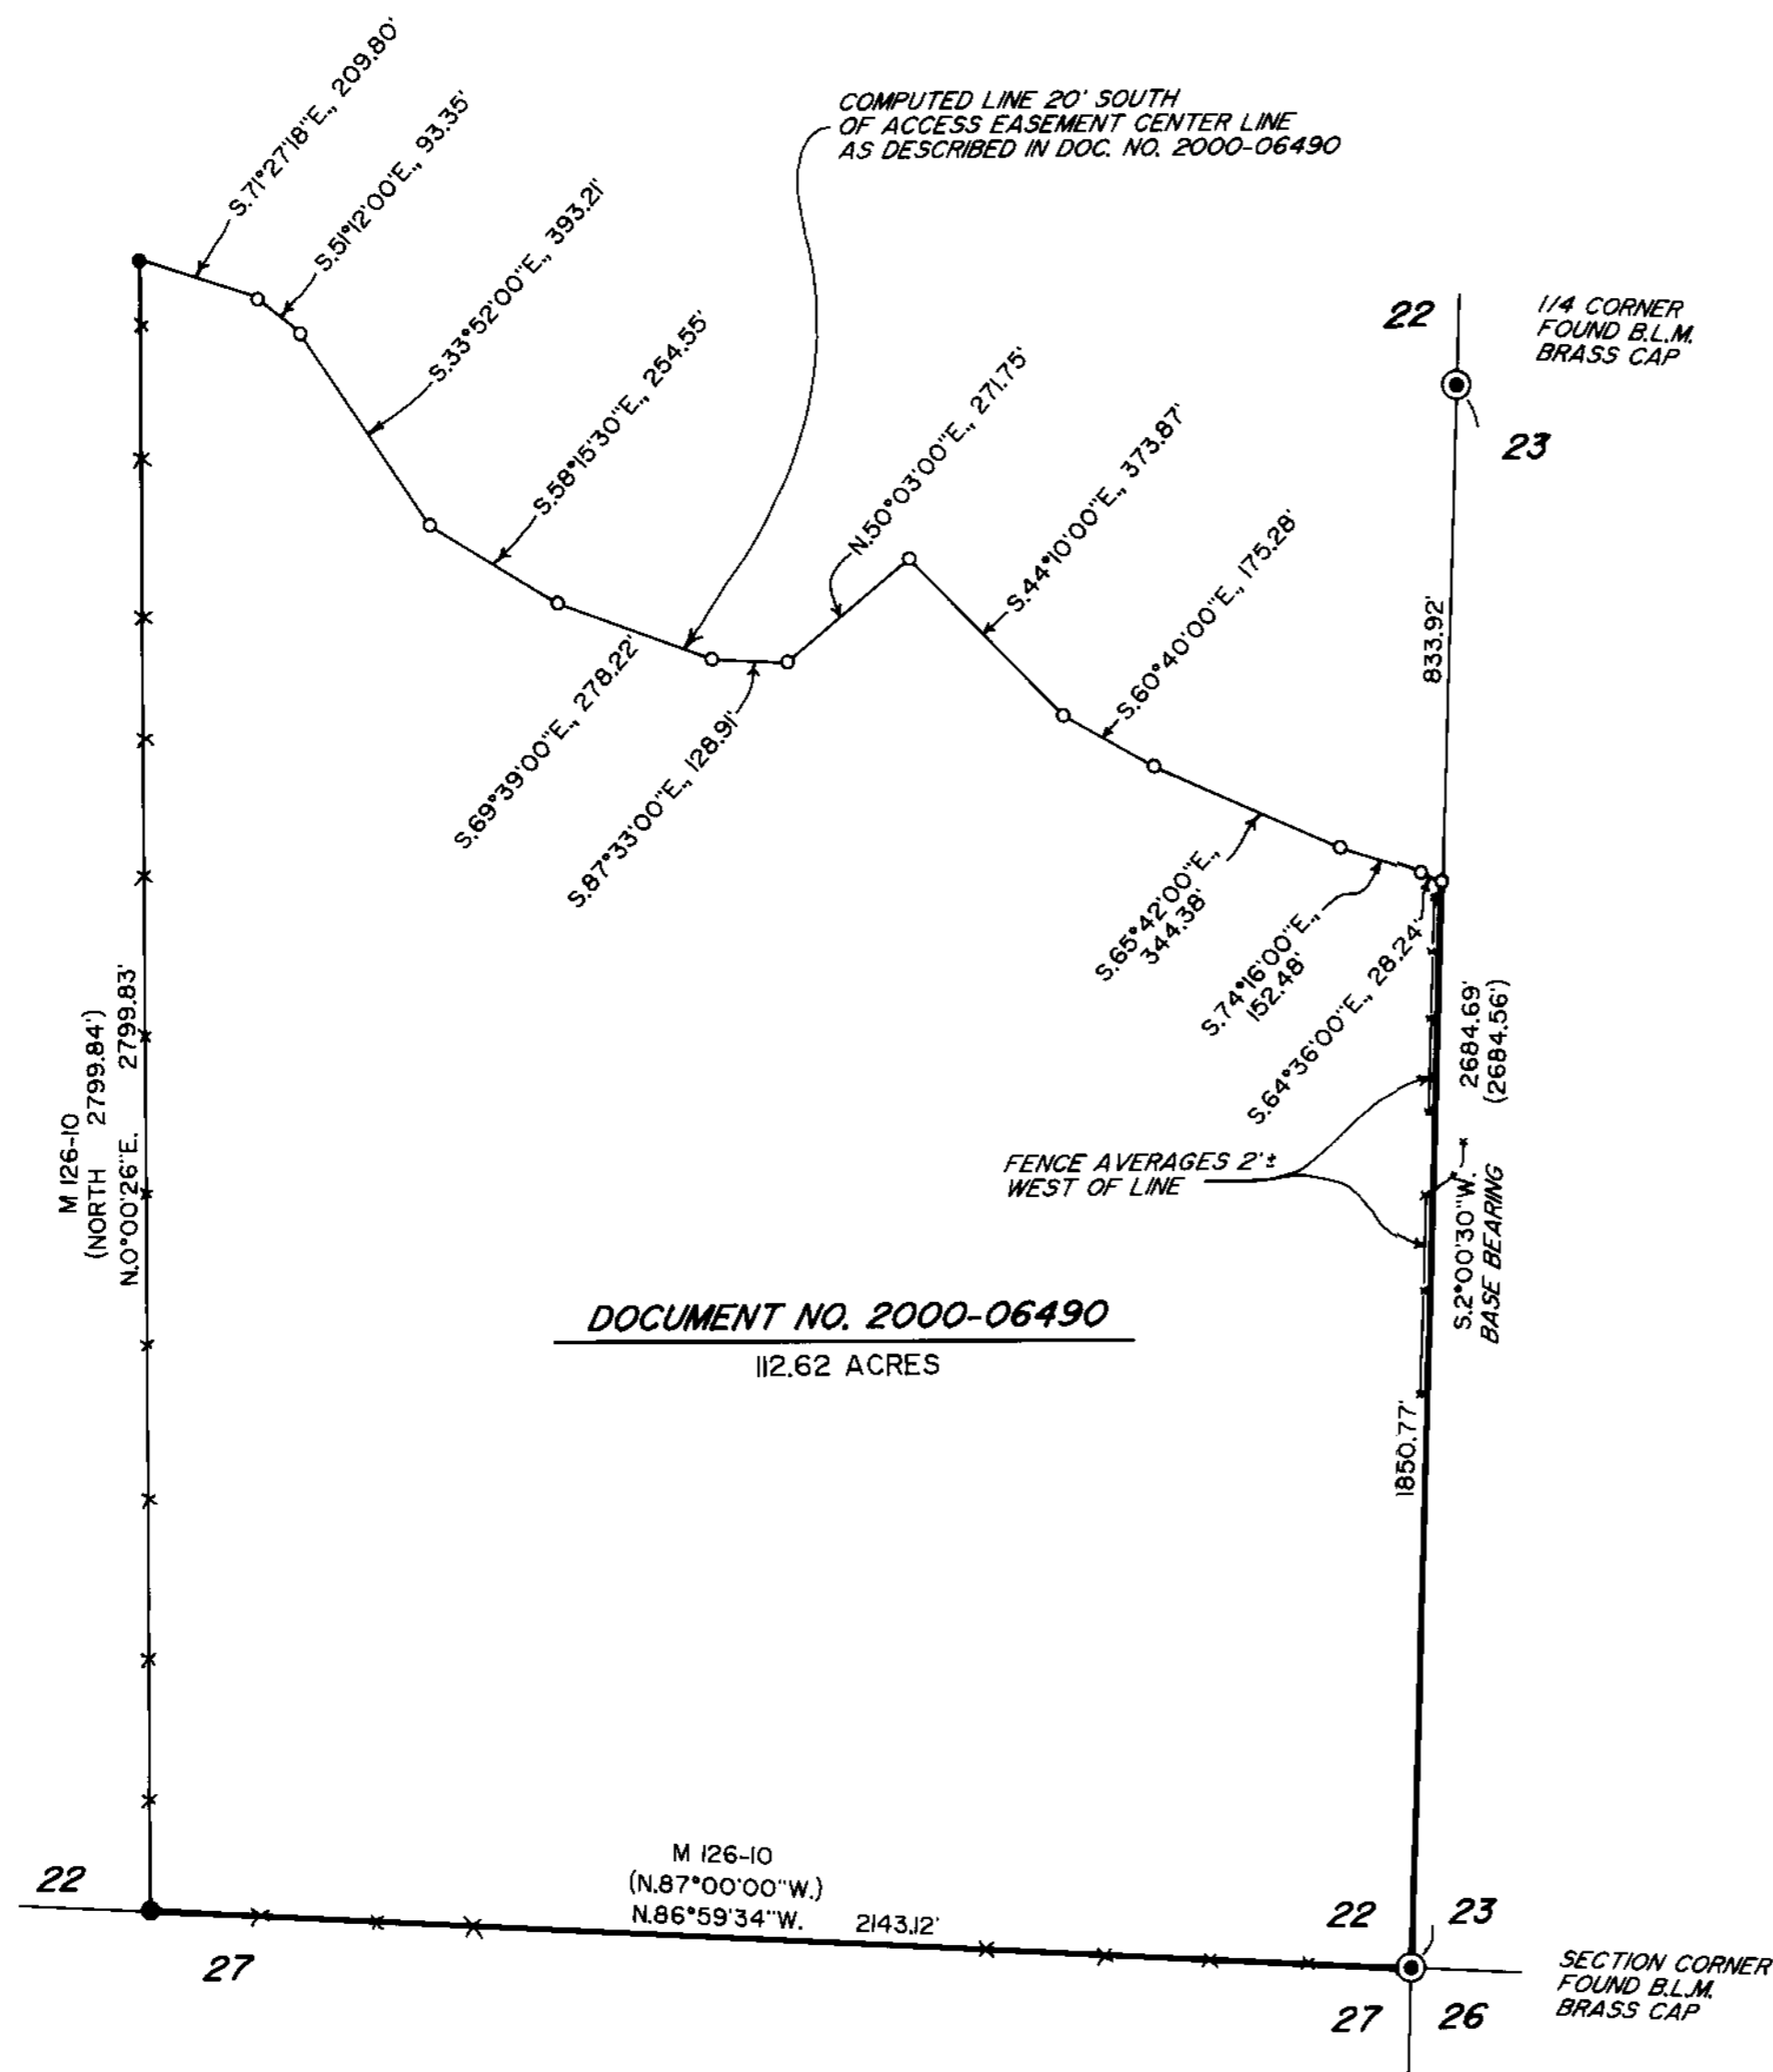 S.71°27'18"E., 209.80'
S.51°12'00'E., 93.35'
S.33°52'00"E., 393.21'
S.58°15'30"E., 254.55'
COMPUTED LINE 20' SOUTH
OF ACCESS EASEMENT CENTER LINE
AS DESCRIBED IN DOC. NO. 2000-06490
N.50°03'00"E., 271.75'
S.44°10'00"E., 373.87'
S.60°40'00"E., 175.28'
22
1/4 CORNER
FOUND B.L.M.
BRASS CAP
23
833.92'
S.69°39'00"E., 278.22'
S.87°33'00"E., 128.91'
S.65°42'00"E.,
344.38'
S.74°16'00"E.,
152.48'
S.64°36'00"E., 28.24'
2684.69'
(2684.56')
M 126-10
(NORTH 2799.84')
N.0°00'26"E. 2799.83'
FENCE AVERAGES 2'±
WEST OF LINE
S.2°00'30"W.
BASE BEARING
DOCUMENT NO. 2000-06490
112.62 ACRES
1850.77'
22
M 126-10
(N.87°00'00"W.)
N.86°59'34"W. 2143.12'
27
22
23
SECTION CORNER
FOUND B.L.M.
BRASS CAP
27
26